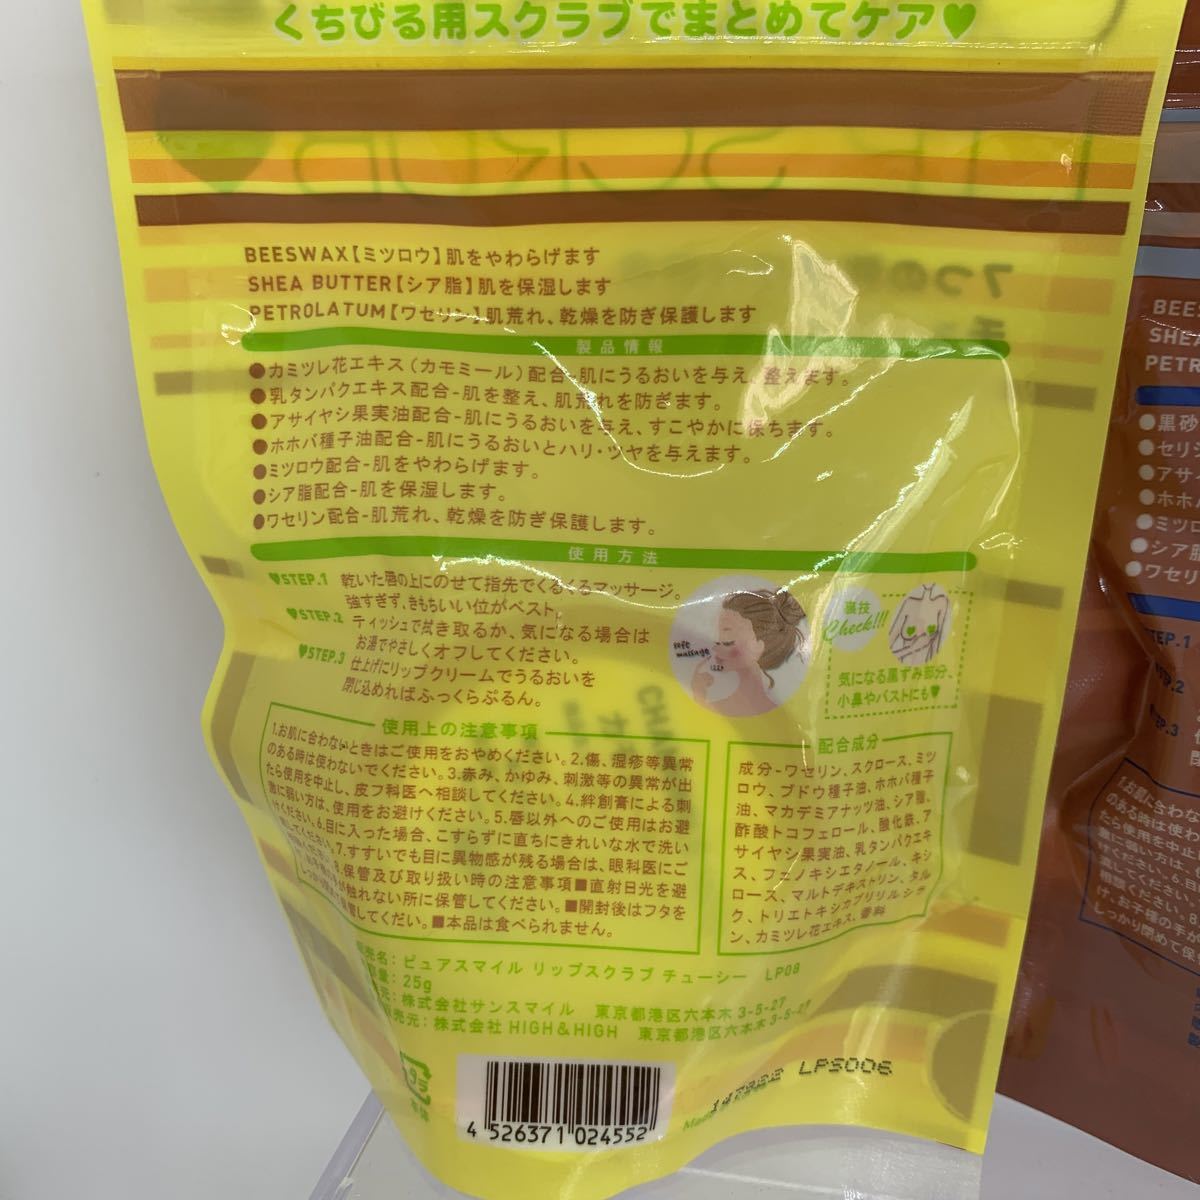 くちびる用スクラブでまとめてケア♥
BEESWAX【ミツロウ】肌をやわらげます
SHEA BUTTER【シア脂】肌を保湿します
PETROLATUM【ワセリン】肌荒れ、乾燥を防ぎ保護します
製品情報
●カミツレ花エキス（カモミール）配合-肌にうるおいを与え、整えます。
●乳タンパクエキス配合-肌を整え、肌荒れを防ぎます。
●アサイヤシ果実油配合-肌にうるおいを与え、すこやかに保ちます。
●ホホバ種子油配合-肌にうるおいとハリ・ツヤを与えます。
●ミツロウ配合-肌をやわらげます。
●シア脂配合-肌を保湿します。
●ワセリン配合-肌荒れ、乾燥を防ぎ保護します。
使用方法
♥STEP.1 乾いた唇の上にのせて指先でくるくるマッサージ。
強すぎず、きもちいい位がベスト。
♥STEP.2 ティッシュで拭き取るか、気になる場合は
お湯でやさしくオフしてください。
♥STEP.3 仕上げにリップクリームでうるおいを
閉じ込めればふっくらぷるん。
soft
massage
裏技
Check!!!
気になる黒ずみ部分、
小鼻やバストにも♥
使用上の注意事項
1.お肌に合わないときはご使用をおやめください。2.傷、湿疹等異常
のある時は使わないでください。3.赤み、かゆみ、刺激等の異常が出
たら使用を中止し、皮フ科医へ相談してください。4.絆創膏による刺
激に弱い方は、使用をお避けください。5.唇以外へのご使用はお避
けください。6.目に入った場合、こすらずに直ちにきれいな水で洗い
してください。7.すすいでも目に異物感が残る場合は、眼科医にご
ください。8.保管及び取り扱い時の注意事項■直射日光を避
触れない所に保管してください。■開封後はフタを
してくだい。■本品は食べられません。
配合成分
成分-ワセリン、スクロース、ミツ
ロウ、ブドウ種子油、ホホバ種子
油、マカデミアナッツ油、シア脂、
酢酸トコフェロール、酸化鉄、ア
サイヤシ果実油、乳タンパクエキ
ス、フェノキシエタノール、キシ
ロース、マルトデキストリン、タル
ク、トリエトキシカプリリルシラ
ン、カミツレ花エキス、香料
売名：ピュアスマイル リップスクラブ チューシー LP08
量：25g
元：株式会社サンスマイル 東京都港区六本木3-5-27
売元：株式会社HIGH&HIGH 東京都港区六本木3-5-27
4 526371 024552
LPS006
BEE
SHEA
PETR
●黒砂
●セリン
●アサイ
●ホホ
●ミツロ
●シア脂
●ワセリ